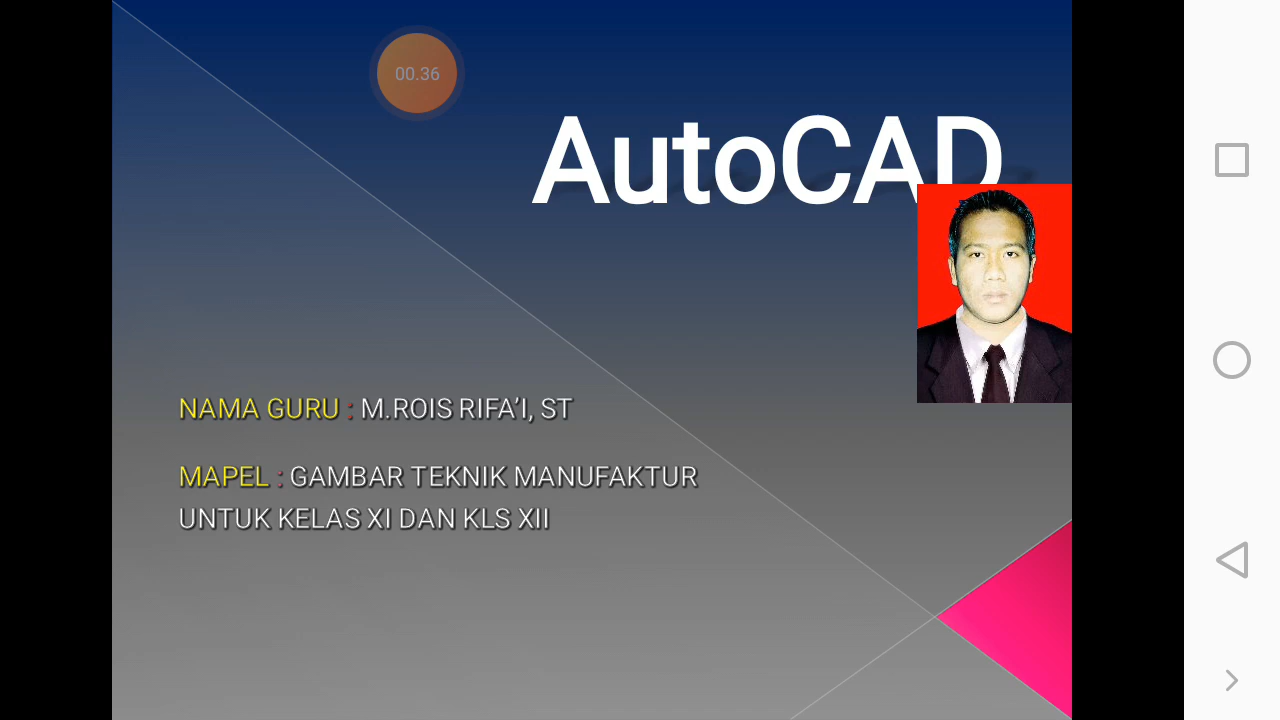 00.36
AutoCAD
NAMA GURU : M.ROIS RIFA’I, ST
MAPEL : GAMBAR TEKNIK MANUFAKTUR
UNTUK KELAS XI DAN KLS XII